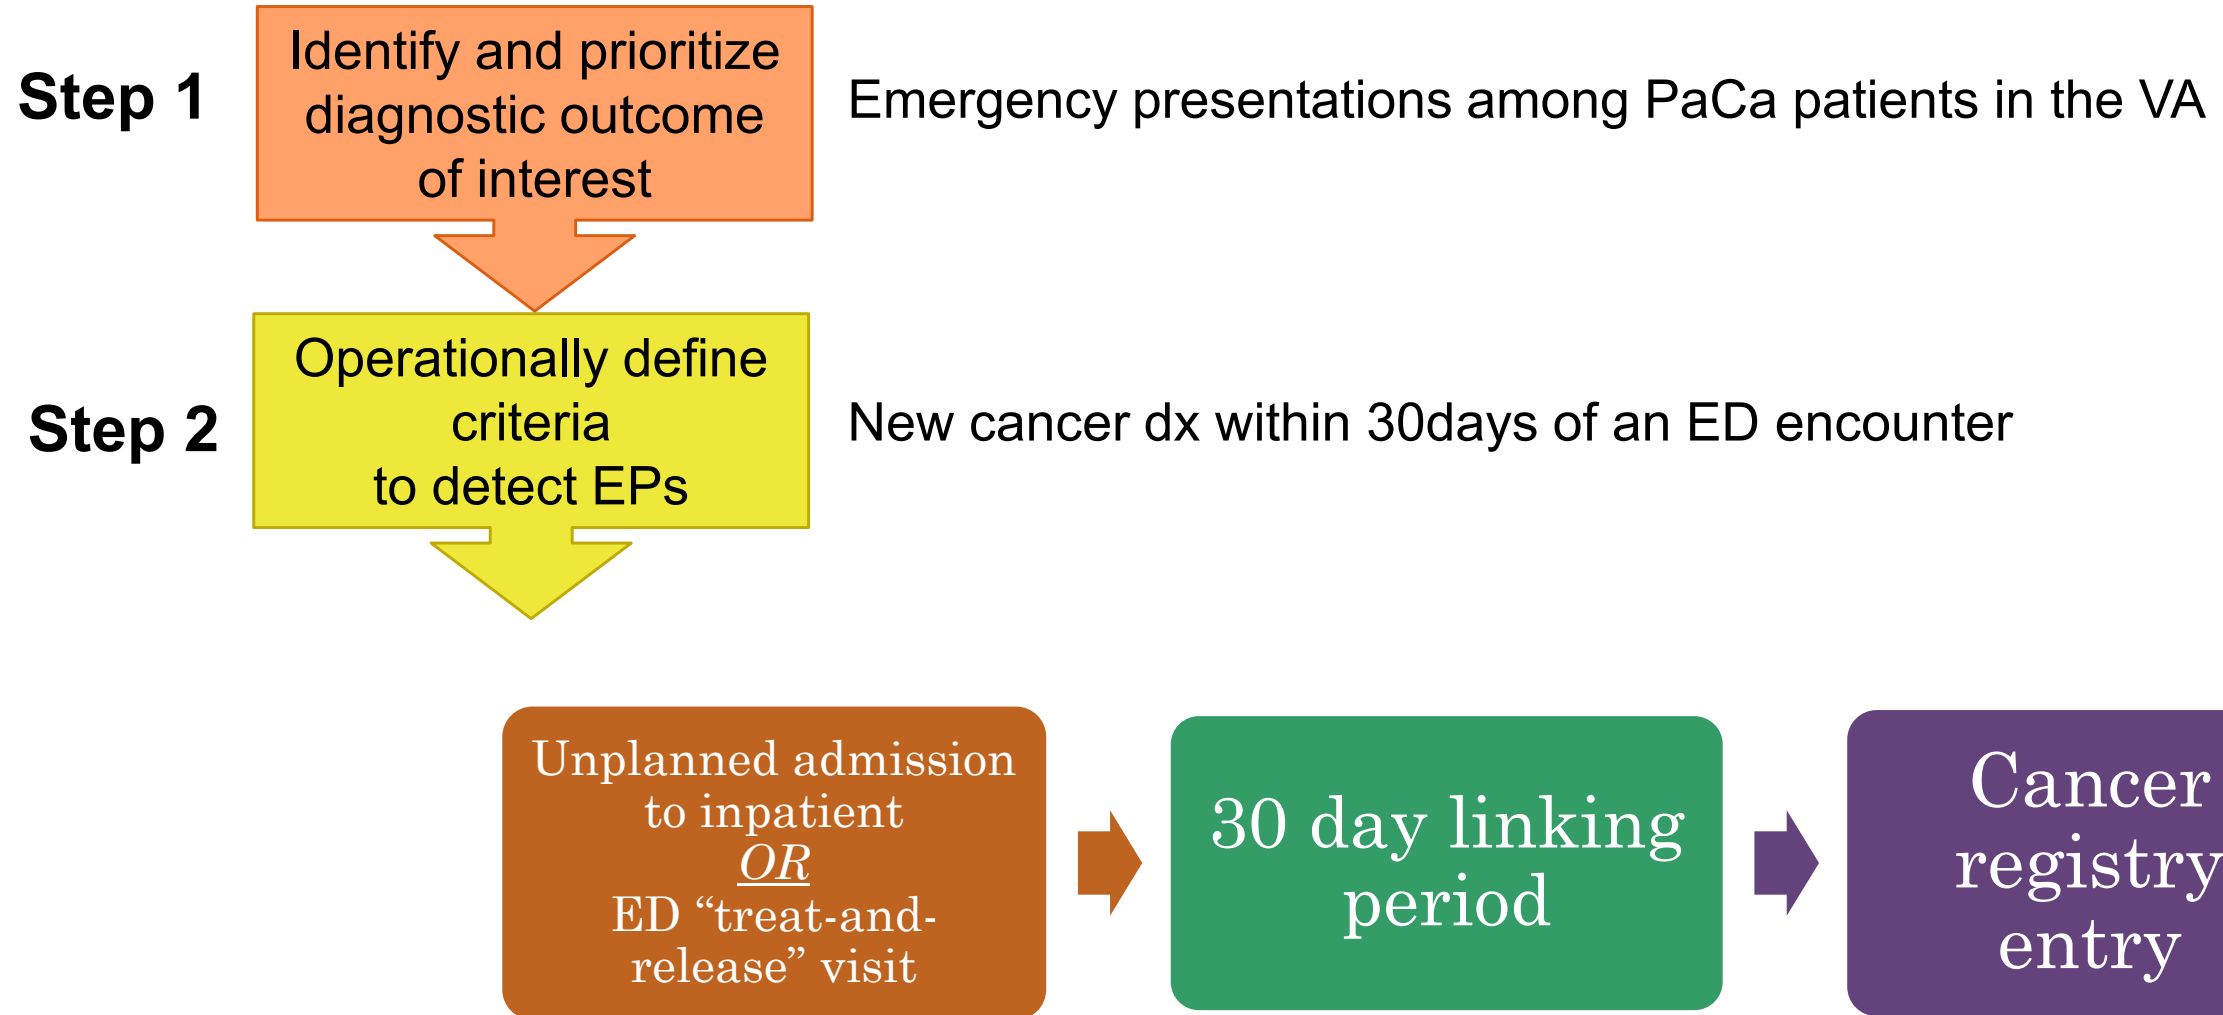 Step 1
Identify and prioritize
diagnostic outcome
of interest
Emergency presentations among PaCa patients in the VA
Step 2
Operationally define
criteria
to detect EPs
New cancer dx within 30days of an ED encounter
Unplanned admission
to inpatient
OR
ED “treat-and-
release” visit
30 day linking
period
Cancer
registry
entry